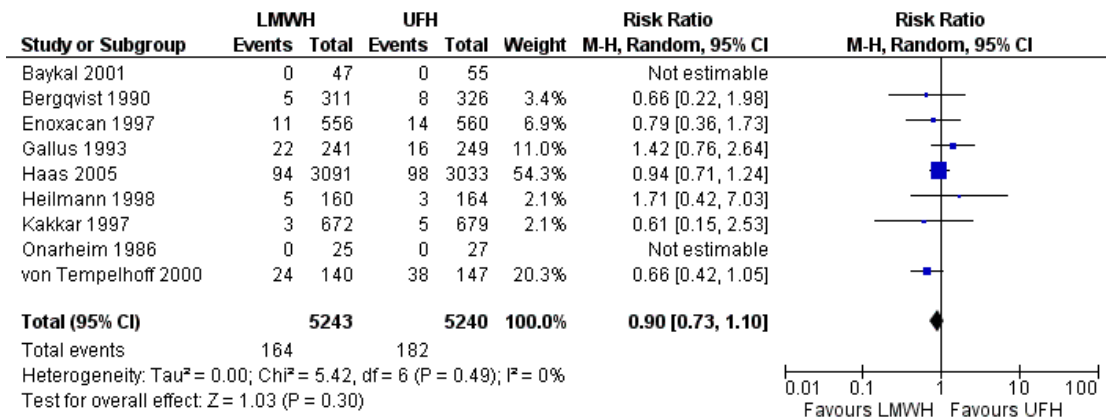 LMWH UFH Risk Ratio Risk Ratio
Study or Subgroup Events Total Events Total Weight M-H, Random, 95% CI M-H, Random, 95% CI
Baykal 2001 0 47 0 55 Not estimable
Bergqvist 1990 5 311 8 326 3.4% 0.66 [0.22, 1.98]
Enoxacan 1997 11 556 14 560 6.9% 0.79 [0.36, 1.73]
Gallus 1993 22 241 16 249 11.0% 1.42 [0.76, 2.64]
Haas 2005 94 3091 98 3033 54.3% 0.94 [0.71, 1.24]
Heilmann 1998 5 160 3 164 2.1% 1.71 [0.42, 7.03]
Kakkar 1997 3 672 5 679 2.1% 0.61 [0.15, 2.53]
Onarheim 1986 0 25 0 27 Not estimable
von Tempelhoff 2000 24 140 38 147 20.3% 0.66 [0.42, 1.05]
Total (95% CI) 5243 5240 100.0% 0.90 [0.73, 1.10]
Total events 164 182
Heterogeneity: Tau² = 0.00; Chi² = 5.42, df = 6 (P = 0.49); I² = 0%
Test for overall effect: Z = 1.03 (P = 0.30)
0.01 0.1 1 10 100
Favours LMWH Favours UFH